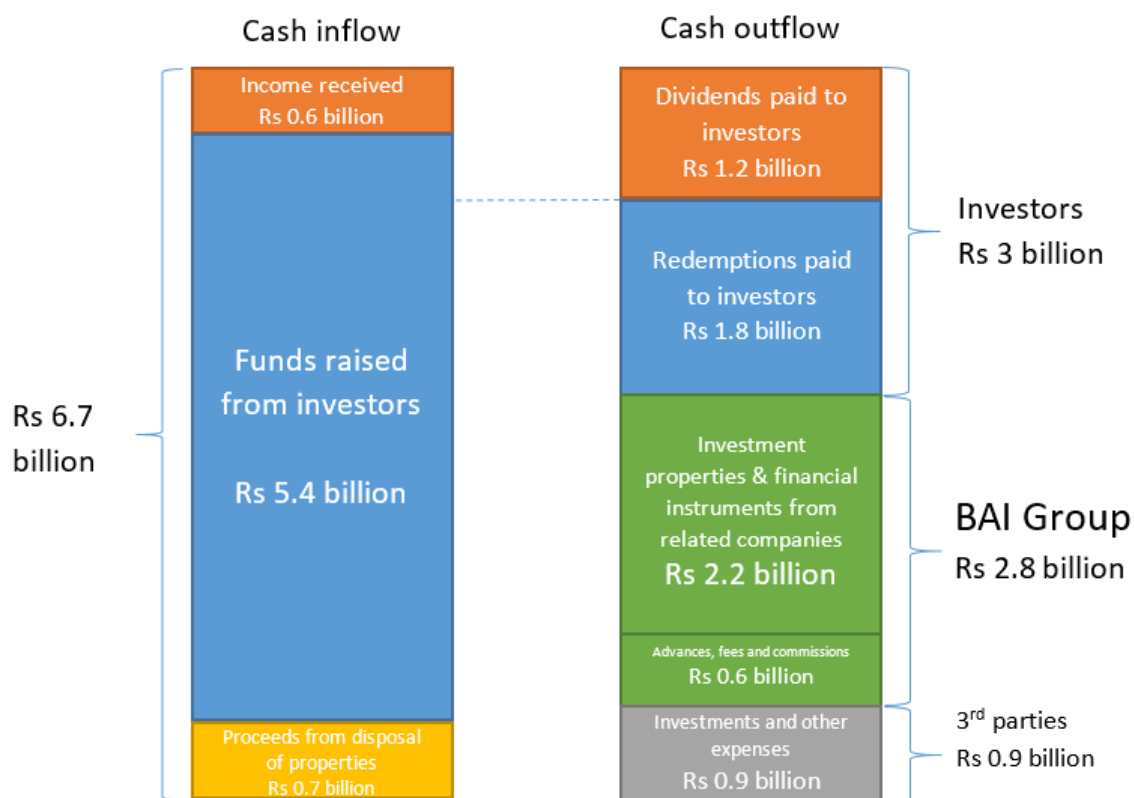 Cash inflow
Cash outflow
Income received
Rs 0.6 billion
Funds raised
from investors
Rs 5.4 billion
Proceeds from disposal
of properties
Rs 0.7 billion
Rs 6.7
billion
Dividends paid to
investors
Rs 1.2 billion
Redemptions paid
to investors
Rs 1.8 billion
Investment
properties & financial
instruments from
related companies
Rs 2.2 billion
Advances, fees and commissions
Rs 0.6 billion
Investments and other
expenses
Rs 0.9 billion
Investors
Rs 3 billion
BAI Group
Rs 2.8 billion
3rd parties
Rs 0.9 billion